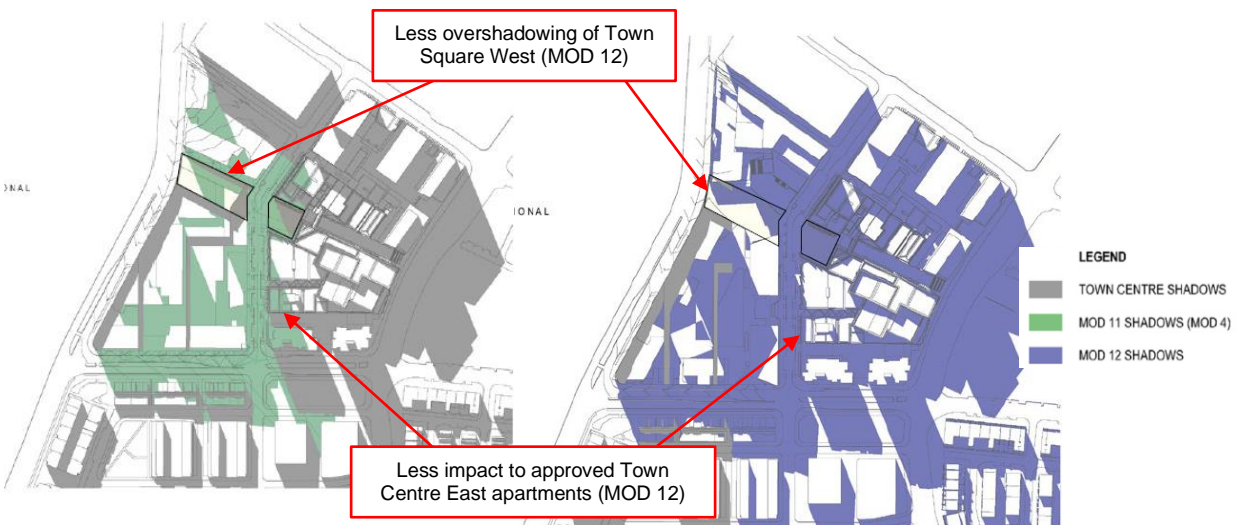 Less overshadowing of Town
Square West (MOD 12)
ONAL
IONAL
LEGEND
TOWN CENTRE SHADOWS
MOD 11 SHADOWS (MOD 4)
MOD 12 SHADOWS
Less impact to approved Town
Centre East apartments (MOD 12)